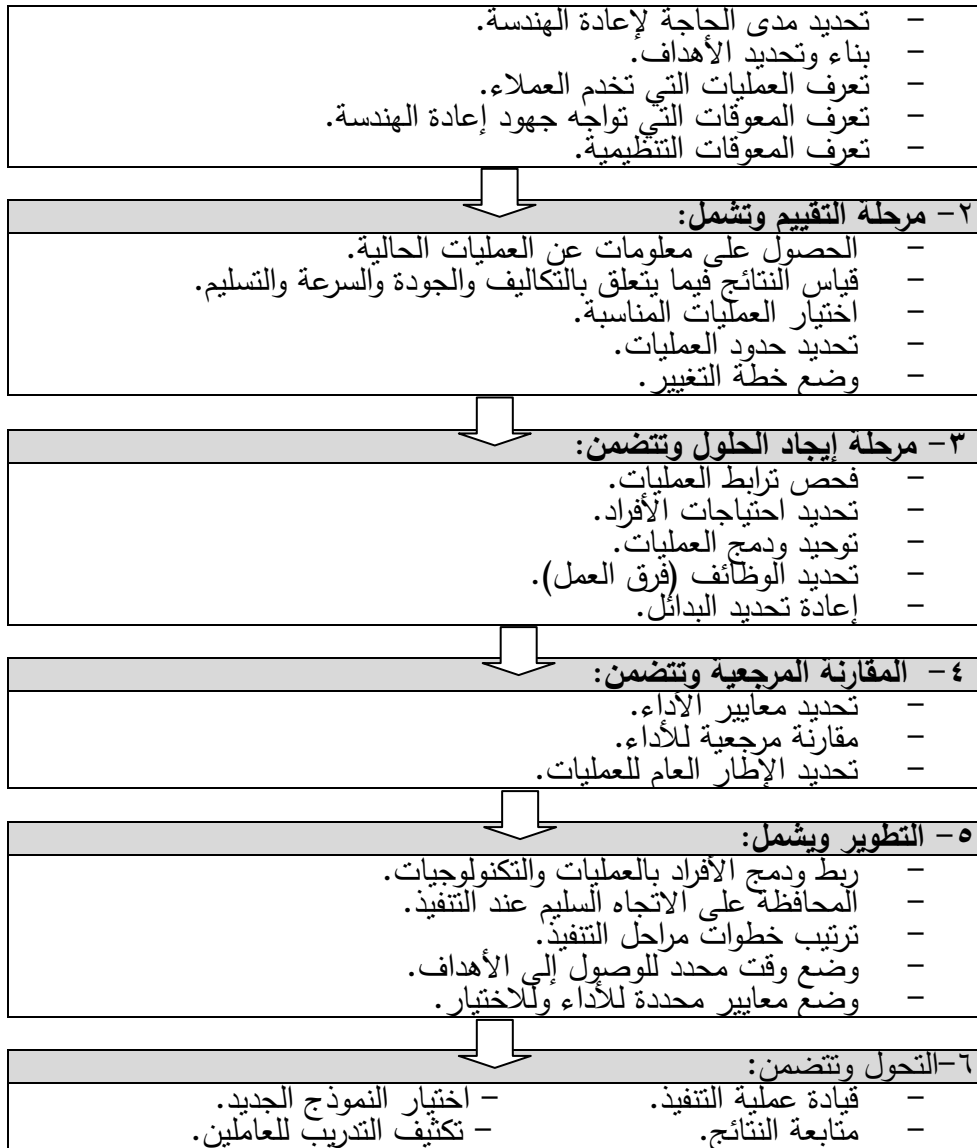 - تحديد مدى الحاجة لإعادة الهندسة.
- بناء وتحديد الأهداف.
- تعرف العمليات التي تخدم العملاء.
- تعرف المعوقات التي تواجه جهود إعادة الهندسة.
- تعرف المعوقات التنظيمية.
٢- مرحلة التقييم وتشمل:
- الحصول على معلومات عن العمليات الحالية.
- قياس النتائج فيما يتعلق بالتكاليف والجودة والسرعة والتسليم.
- اختيار العمليات المناسبة.
- تحديد حدود العمليات.
- وضع خطة التغيير.
٣- مرحلة إيجاد الحلول وتتضمن:
- فحص ترابط العمليات.
- تحديد احتياجات الأفراد.
- توحيد ودمج العمليات.
- تحديد الوظائف (فرق العمل).
- إعادة تحديد البدائل.
٤- المقارنة المرجعية وتتضمن:
- تحديد معايير الأداء.
- مقارنة مرجعية للأداء.
- تحديد الإطار العام للعمليات.
٥- التطوير ويشمل:
- ربط ودمج الأفراد بالعمليات والتكنولوجيات.
- المحافظة على الاتجاه السليم عند التنفيذ.
- ترتيب خطوات مراحل التنفيذ.
- وضع وقت محدد للوصول إلى الأهداف.
- وضع معايير محددة للأداء وللاختيار.
٦-التحول وتتضمن:
- قيادة عملية التنفيذ. - اختيار النموذج الجديد.
- متابعة النتائج. - تكثيف التدريب للعاملين.